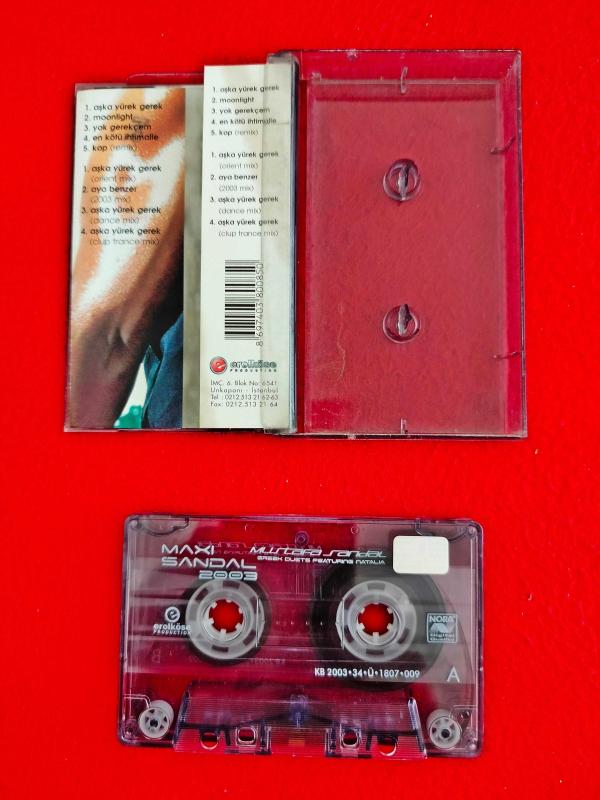 1. aşka yürek gerek
2. moonlight
3. yok gerekçem
4. en kötü ihtimalle
5. kop (remix)
1. aşka yürek gerek
(orient mix)
2. aya benzer
(2003 mix)
3. aşka yürek gerek
(dance mix)
4. aşka yürek gerek
(clup trance mix)
1. aşka yürek gerek
2. moonlight
3. yok gerekçem
4. en kötü ihtimalle
5. kop (remix)
1. aşka yürek gerek
(orient mix)
2. aya benzer
(2003 mix)
3. aşka yürek gerek
(dance mix)
4. aşka yürek gerek
(clup trance mix)
8 697403 800850
e erolköse
PRODUCTION
İMÇ. 6. Blok No: 6541
Unkapanı - İstanbul
Tel : 0212.513 21 62-63
Fax: 0212.513 21 64
MAXI
SANDAL
2003
Mustafa Sandal
GREEK DUETS FEATURING NATALIA
e
erolköse
PRODUCTION
NORA
KB 2003•34•Ü•1807•009
A